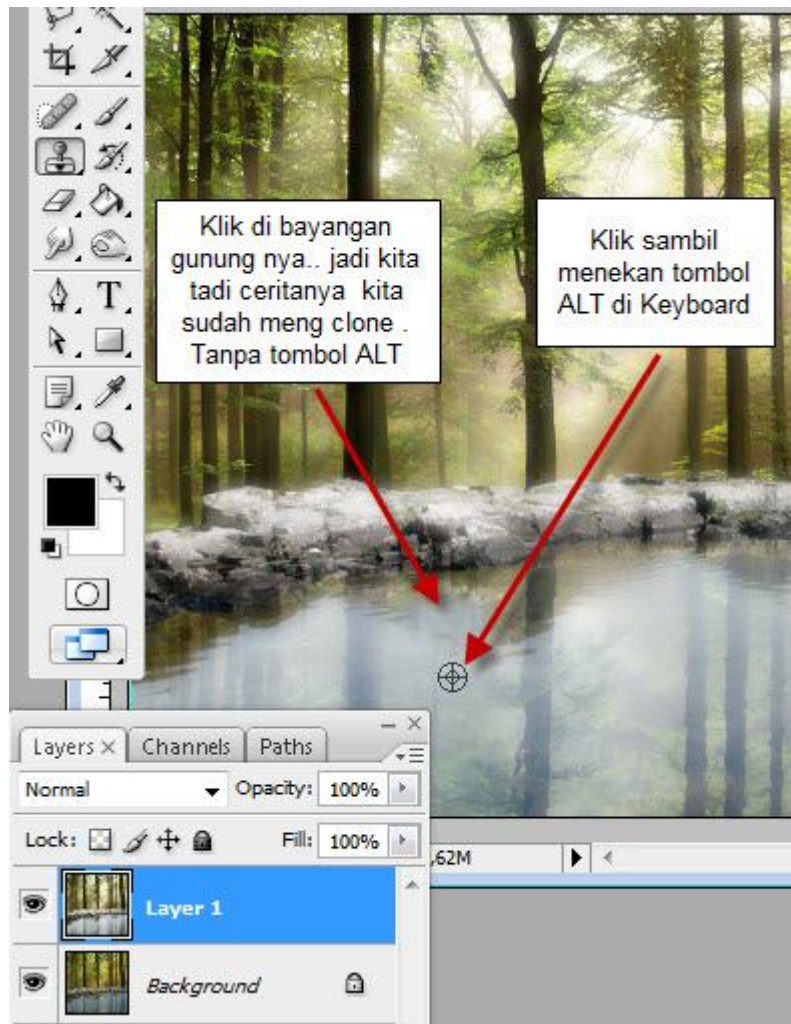 Klik di bayangan
gunung nya.. jadi kita
tadi ceritanya kita
sudah meng clone .
Tanpa tombol ALT
Klik sambil
menekan tombol
ALT di Keyboard
T
Layers × Channels Paths
Normal Opacity: 100%
Lock: Fill: 100%
,62M
Layer 1
Background